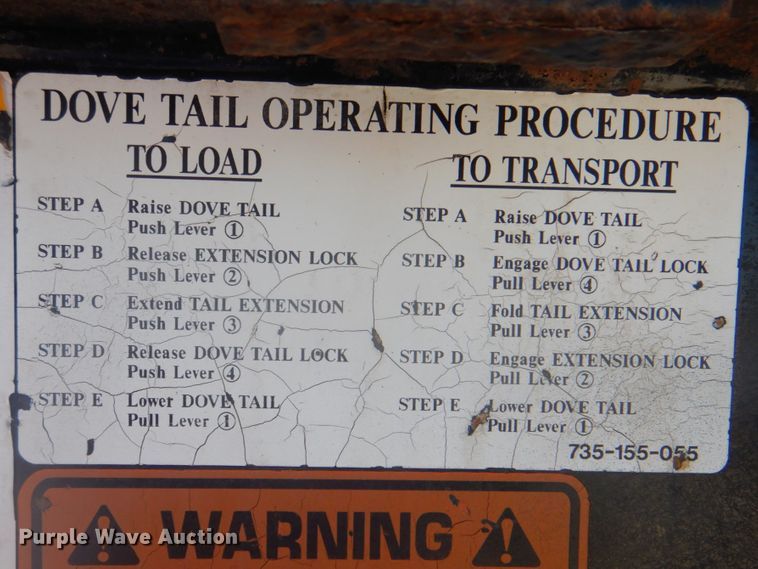 DOVE TAIL OPERATING PROCEDURE
TO LOAD
STEP A Raise DOVE TAIL
Push Lever ①
STEP B Release EXTENSION LOCK
Push Lever ②
STEP C Extend TAIL EXTENSION
Push Lever ③
STEP D Release DOVE TAIL LOCK
Push Lever ④
STEP E Lower DOVE TAIL
Pull Lever ①
TO TRANSPORT
STEP A Raise DOVE TAIL
Push Lever ①
STEP B Engage DOVE TAIL LOCK
Pull Lever ④
STEP C Fold TAIL EXTENSION
Pull Lever ③
STEP D Engage EXTENSION LOCK
Pull Lever ②
STEP E Lower DOVE TAIL
Pull Lever ①
735-155-055
WARNING
Purple Wave Auction